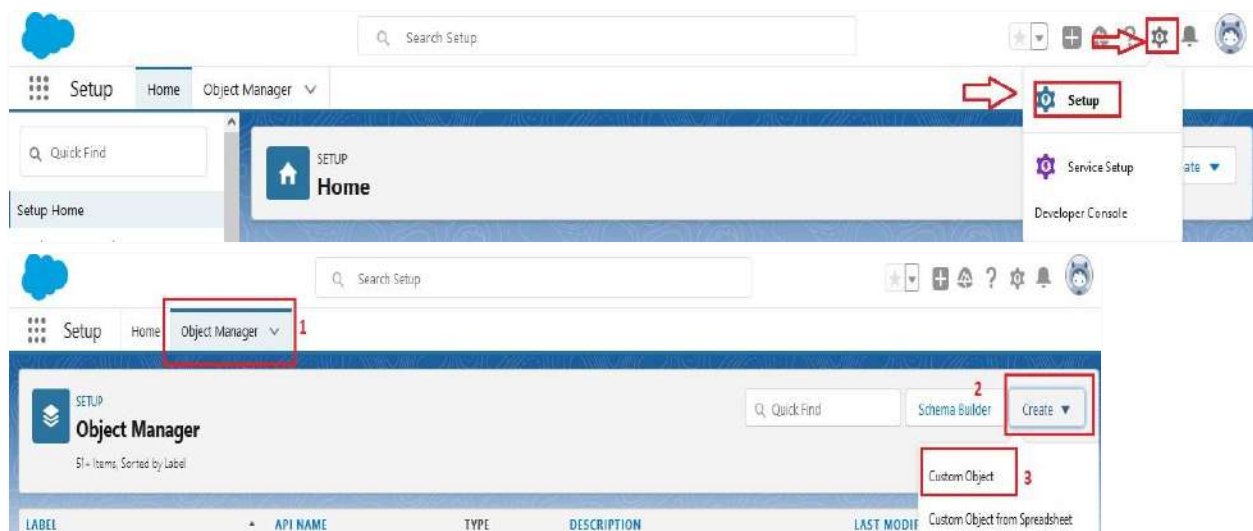 Search Setup
Setup Home Object Manager
Setup
Quick Find
SETUP
Home
Service Setup
ate
Setup Home
Developer Console
Search Setup
Setup Home Object Manager 1
2
SETUP
Object Manager
Quick Find Schema Builder Create
51+ Items, Sorted by Label
Custom Object 3
LABEL API NAME TYPE DESCRIPTION LAST MODIF Custom Object from Spreadsheet